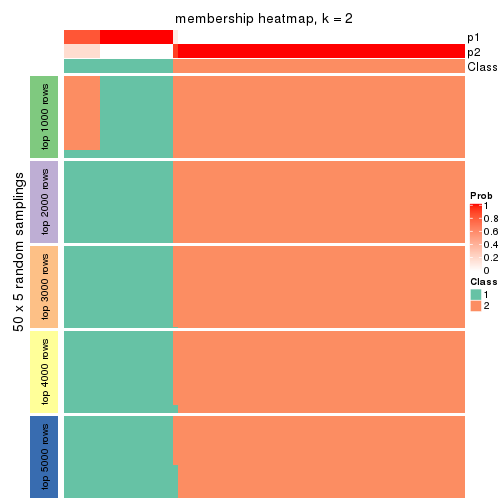 membership heatmap, k = 2
p1
p2
Class
50 x 5 random samplings
top 1000 rows
top 2000 rows
top 3000 rows
top 4000 rows
top 5000 rows
Prob
1
0.8
0.6
0.4
0.2
0
Class
1
2